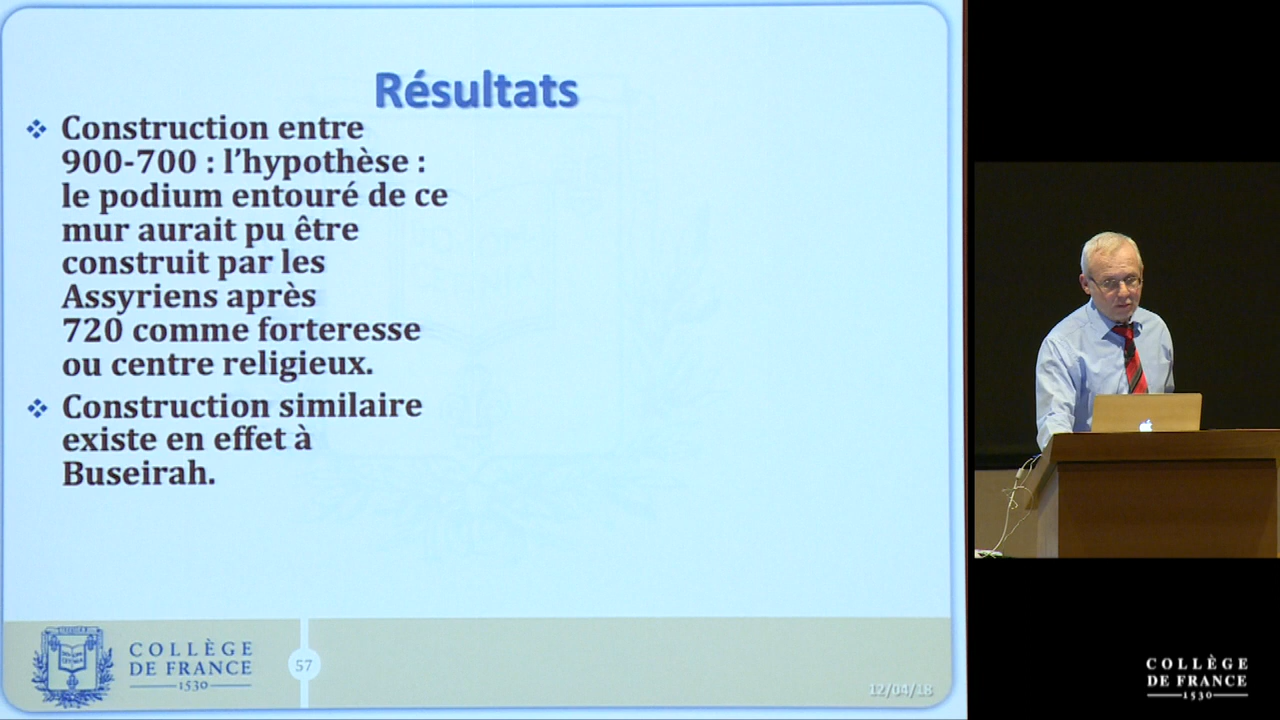 Résultats
Construction entre
900-700 : l’hypothèse :
le podium entouré de ce
mur aurait pu être
construit par les
Assyriens après
720 comme forteresse
ou centre religieux.
Construction similaire
existe en effet à
Buseirah.
COLLÈGE
DE FRANCE
1530
57
12/04/18
COLLÈGE
DE FRANCE
1530